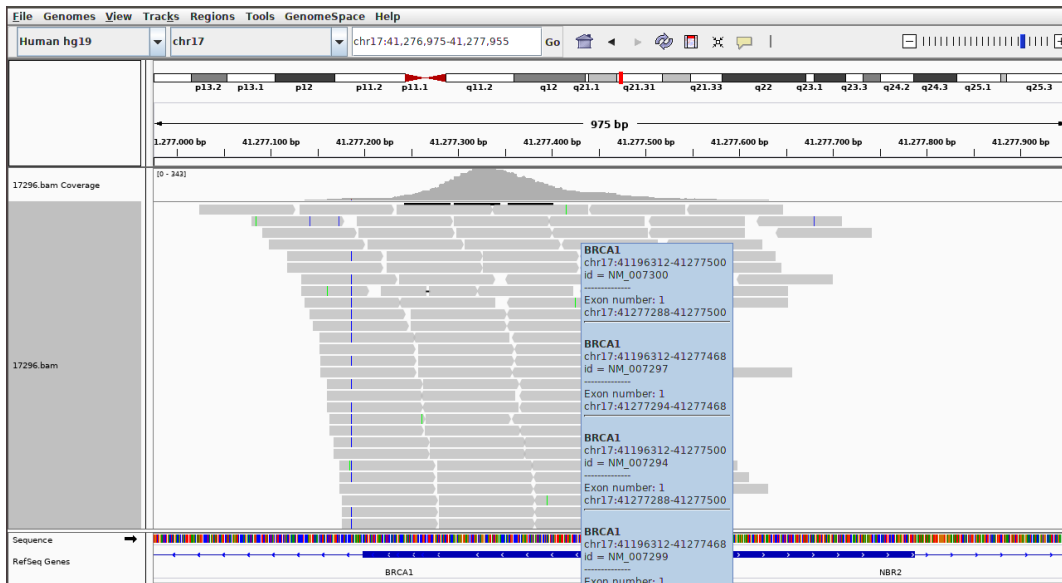 File Genomes View Tracks Regions Tools GenomeSpace Help
Human hg19 chr17 chr17:41,276,975-41,277,955 Go
p13.2 p13.1 p12 p11.2 p11.1 q11.2 q12 q21.1 q21.31 q21.33 q22 q23.1 q23.3 q24.2 q24.3 q25.1 q25.3
975 bp
1.277.000 bp 41.277.100 bp 41.277.200 bp 41.277.300 bp 41.277.400 bp 41.277.500 bp 41.277.600 bp 41.277.700 bp 41.277.800 bp 41.277.900 bp
[0 - 343]
17296.bam Coverage
BRCA1
chr17:41196312-41277500
id = NM_007300
--------------
Exon number: 1
chr17:41277288-41277500
BRCA1
chr17:41196312-41277468
id = NM_007297
--------------
17296.bam
Exon number: 1
chr17:41277294-41277468
BRCA1
chr17:41196312-41277500
id = NM_007294
--------------
Exon number: 1
chr17:41277288-41277500
BRCA1
chr17:41196312-41277468
id = NM_007299
--------------
Exon number: 1
Sequence
RefSeq Genes
BRCA1 NBR2